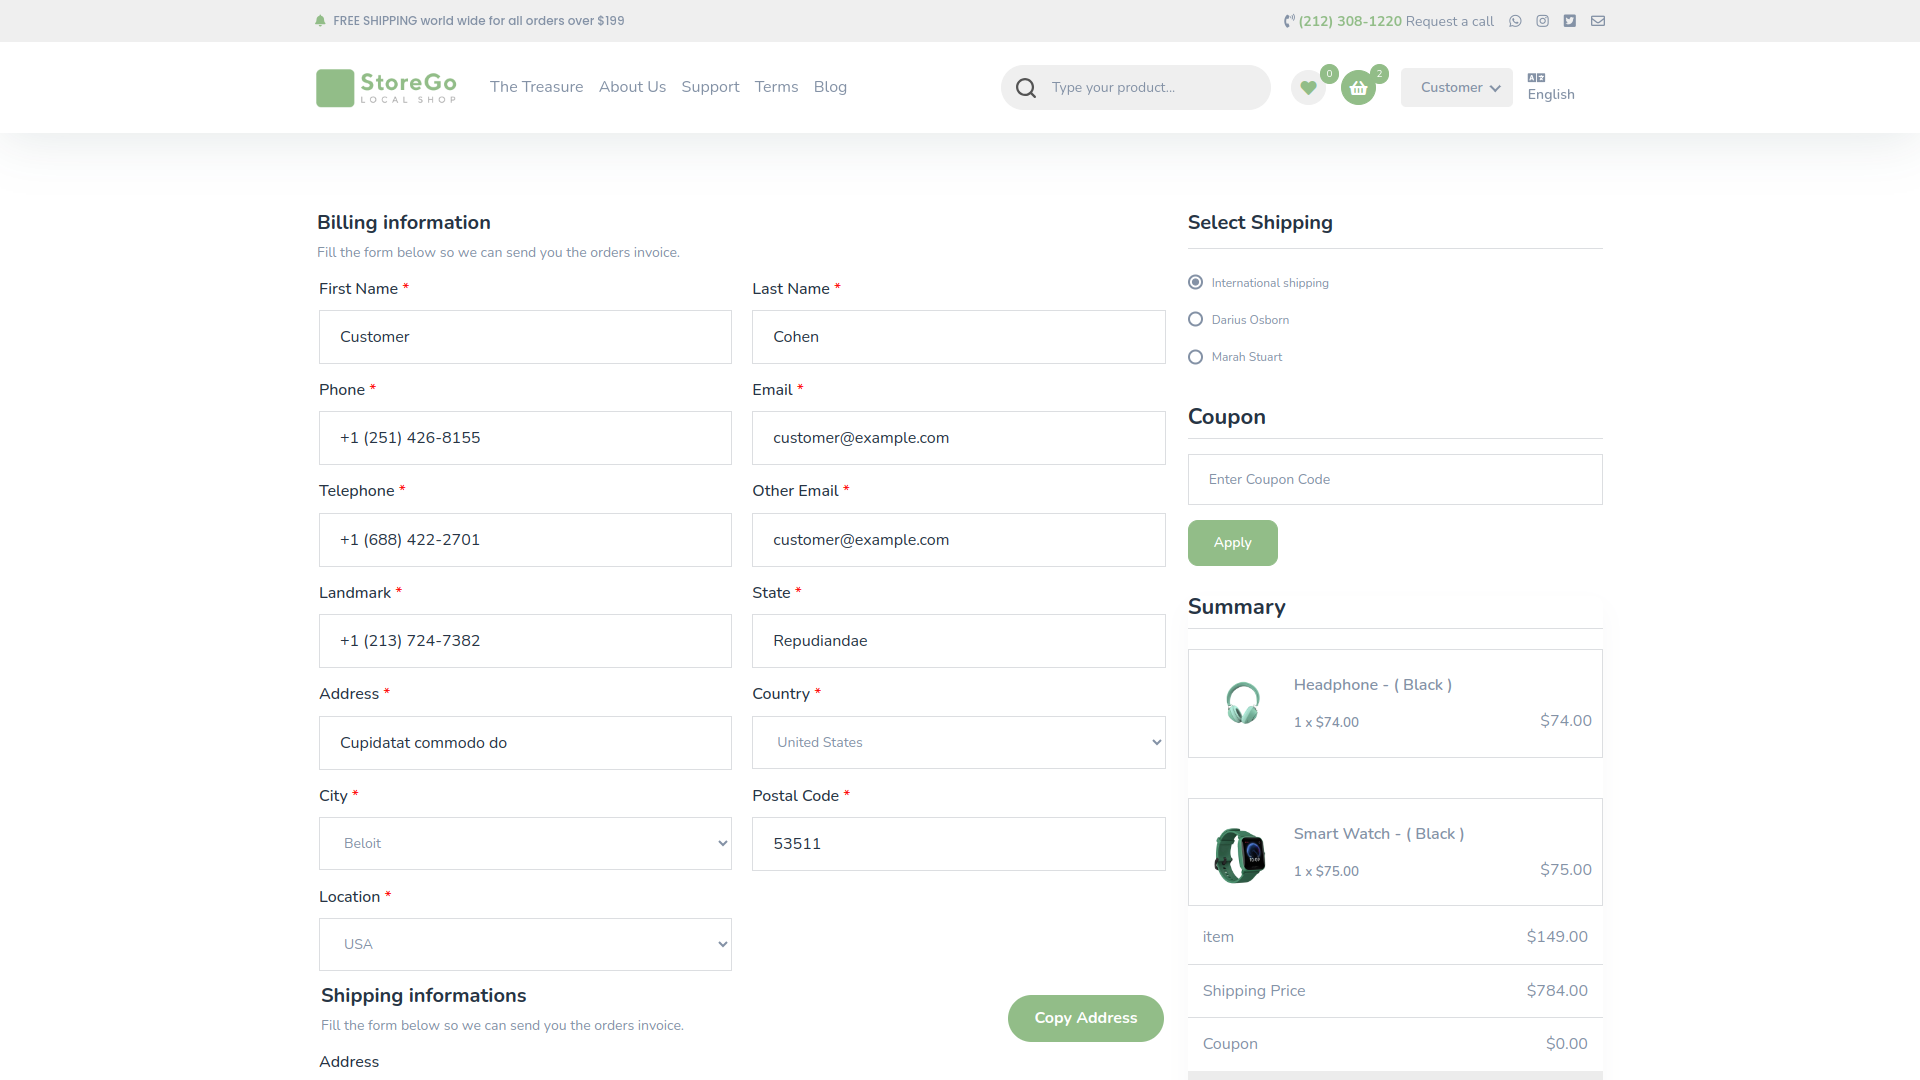 FREE SHIPPING world wide for all orders over $199
(212) 308-1220 Request a call
StoreGo
LOCAL SHOP
The Treasure
About Us
Support
Terms
Blog
Type your product...
0
2
Customer
English
Billing information
Fill the form below so we can send you the orders invoice.
First Name *
Last Name *
Customer
Cohen
Phone *
Email *
+1 (251) 426-8155
customer@example.com
Telephone *
Other Email *
+1 (688) 422-2701
customer@example.com
Landmark *
State *
+1 (213) 724-7382
Repudiandae
Address *
Country *
Cupidatat commodo do
United States
City *
Postal Code *
Beloit
53511
Location *
USA
Shipping informations
Fill the form below so we can send you the orders invoice.
Copy Address
Address
Select Shipping
International shipping
Darius Osborn
Marah Stuart
Coupon
Enter Coupon Code
Apply
Summary
Headphone - ( Black )
1 x $74.00
$74.00
Smart Watch - ( Black )
1 x $75.00
$75.00
item
$149.00
Shipping Price
$784.00
Coupon
$0.00